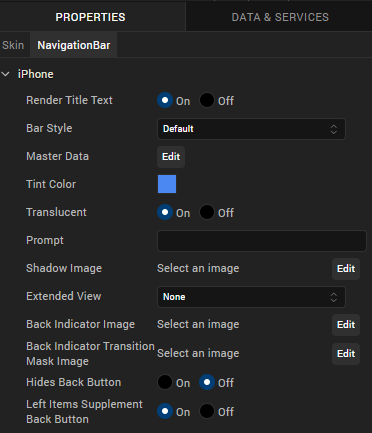 PROPERTIES DATA & SERVICES
Skin NavigationBar
iPhone
Render Title Text On Off
Bar Style Default
Master Data Edit
Tint Color
Translucent On Off
Prompt
Shadow Image Select an image Edit
Extended View None
Back Indicator Image Select an image Edit
Back Indicator Transition
Mask Image Select an image Edit
Hides Back Button On Off
Left Items Supplement
Back Button On Off